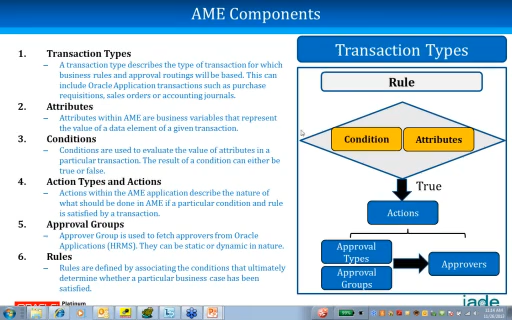 AME Components
1. Transaction Types
– A transaction type describes the type of transaction for which
business rules and approval routings will be based. This can
include Oracle Application transactions such as purchase
requisitions, sales orders or accounting journals.
2. Attributes
– Attributes within AME are business variables that represent
the value of a data element of a given transaction.
3. Conditions
– Conditions are used to evaluate the value of attributes in a
particular transaction. The result of a condition can either be
true or false.
4. Action Types and Actions
– Actions within the AME application describe the nature of
what should be done in AME if a particular condition and rule
is satisfied by a transaction.
5. Approval Groups
– Approver Group is used to fetch approvers from Oracle
Applications (HRMS). They can be static or dynamic in nature.
6. Rules
– Rules are defined by associating the conditions that ultimately
determine whether a particular business case has been
satisfied.
Transaction Types
Rule
Condition
Attributes
True
Actions
Approval
Types
Approval
Groups
Approvers
ORACLE Platinum
jade